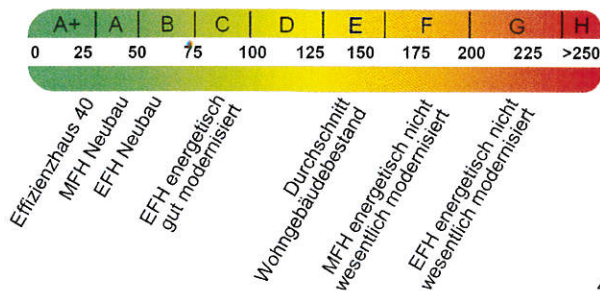 A+ A B C D E F G H
0 25 50 75 100 125 150 175 200 225 >250
Effizienzhaus 40
MFH Neubau
EFH Neubau
EFH energetisch
gut modernisiert
Durchschnitt
Wohngebäudebestand
MFH energetisch nicht
wesentlich modernisiert
EFH energetisch nicht
wesentlich modernisiert